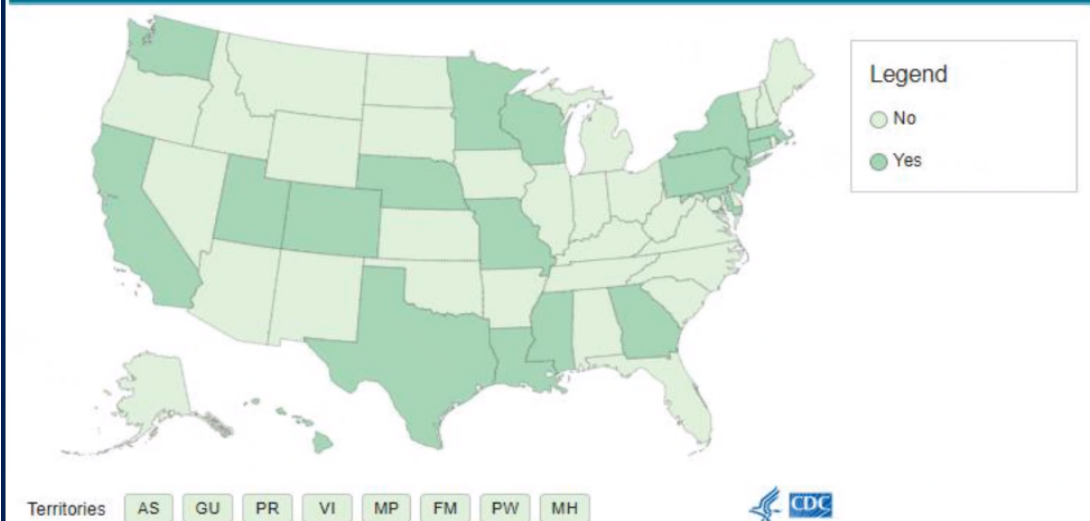 Legend
No
Yes
Territories AS GU PR VI MP FM PW MH
CDC